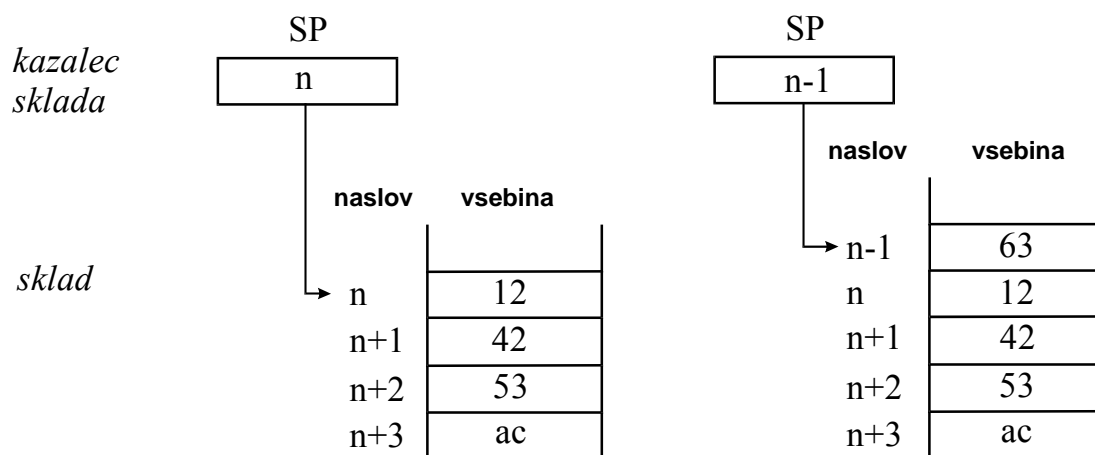 SP SP
kazalec
sklada
n n-1
naslov vsebina
naslov vsebina
n-1 63
sklad
n 12 n 12
n+1 42 n+1 42
n+2 53 n+2 53
n+3 ac n+3 ac